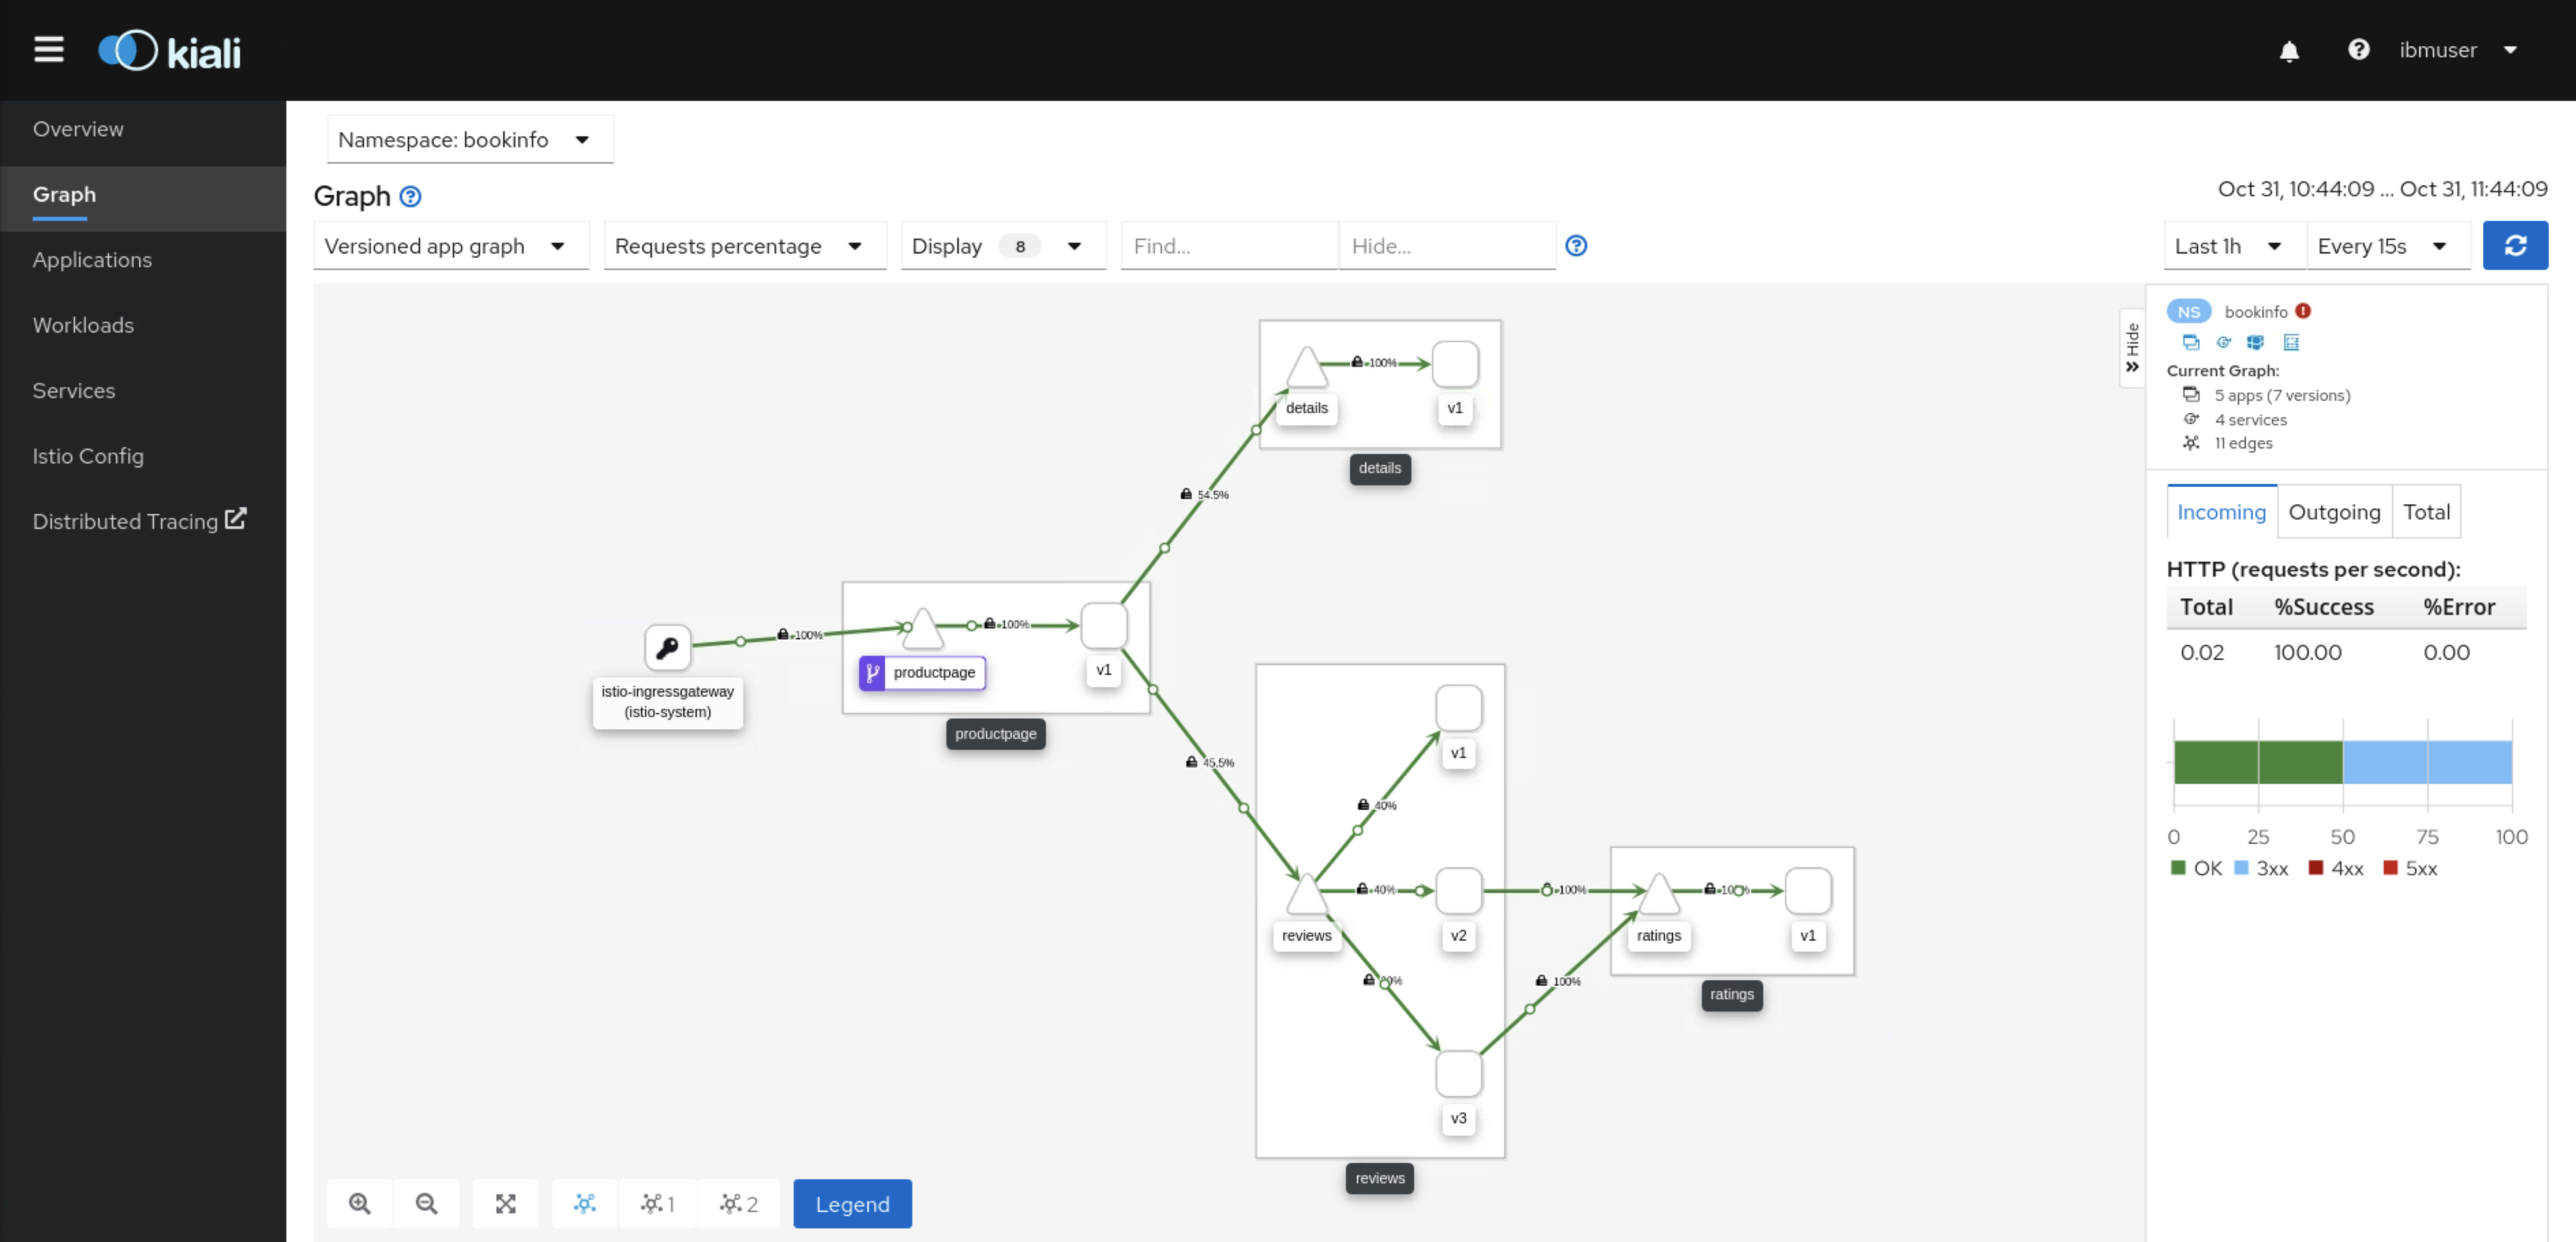 kiali
ibmuser
Overview
Graph
Applications
Workloads
Services
Istio Config
Distributed Tracing
Namespace: bookinfo
Graph
Oct 31, 10:44:09 ... Oct 31, 11:44:09
Versioned app graph
Requests percentage
Display 8
Find...
Hide...
Last 1h
Every 15s
100%
details
v1
details
54.5%
100%
100%
istio-ingressgateway
(istio-system)
productpage
v1
productpage
45.5%
v1
40%
40%
100%
100%
reviews
v2
ratings
v1
100%
ratings
v3
reviews
1
2
Legend
Hide
NS bookinfo
Current Graph:
5 apps (7 versions)
4 services
11 edges
Incoming
Outgoing
Total
HTTP (requests per second):
Total %Success %Error
0.02 100.00 0.00
0 25 50 75 100
OK 3xx 4xx 5xx